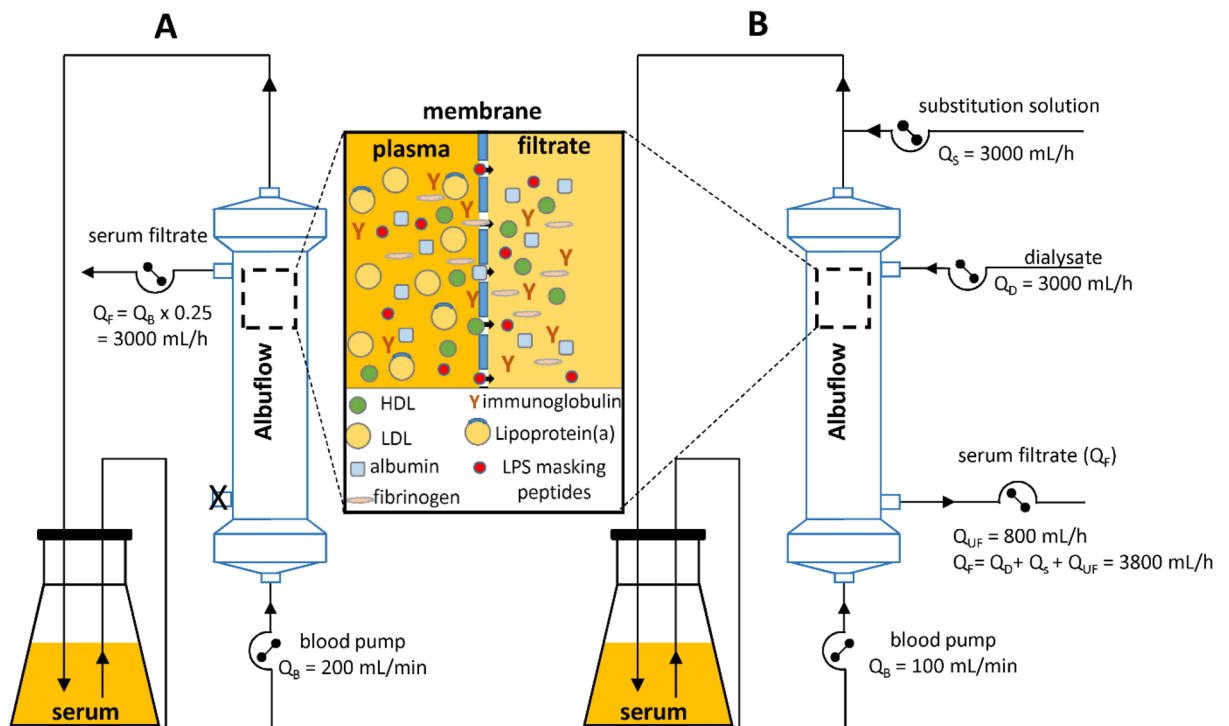 A
serum filtrate
Q_F = Q_B x 0.25
= 3000 mL/h
Albuflow
X
serum
blood pump
Q_B = 200 mL/min
membrane
plasma
filtrate
Y
HDL
Y immunoglobulin
LDL
Lipoprotein(a)
albumin
LPS masking
peptides
fibrinogen
B
substitution solution
Q_S = 3000 mL/h
dialysate
Q_D = 3000 mL/h
Albuflow
serum filtrate (Q_F)
Q_UF = 800 mL/h
Q_F= Q_D+ Q_s + Q_UF = 3800 mL/h
serum
blood pump
Q_B = 100 mL/min